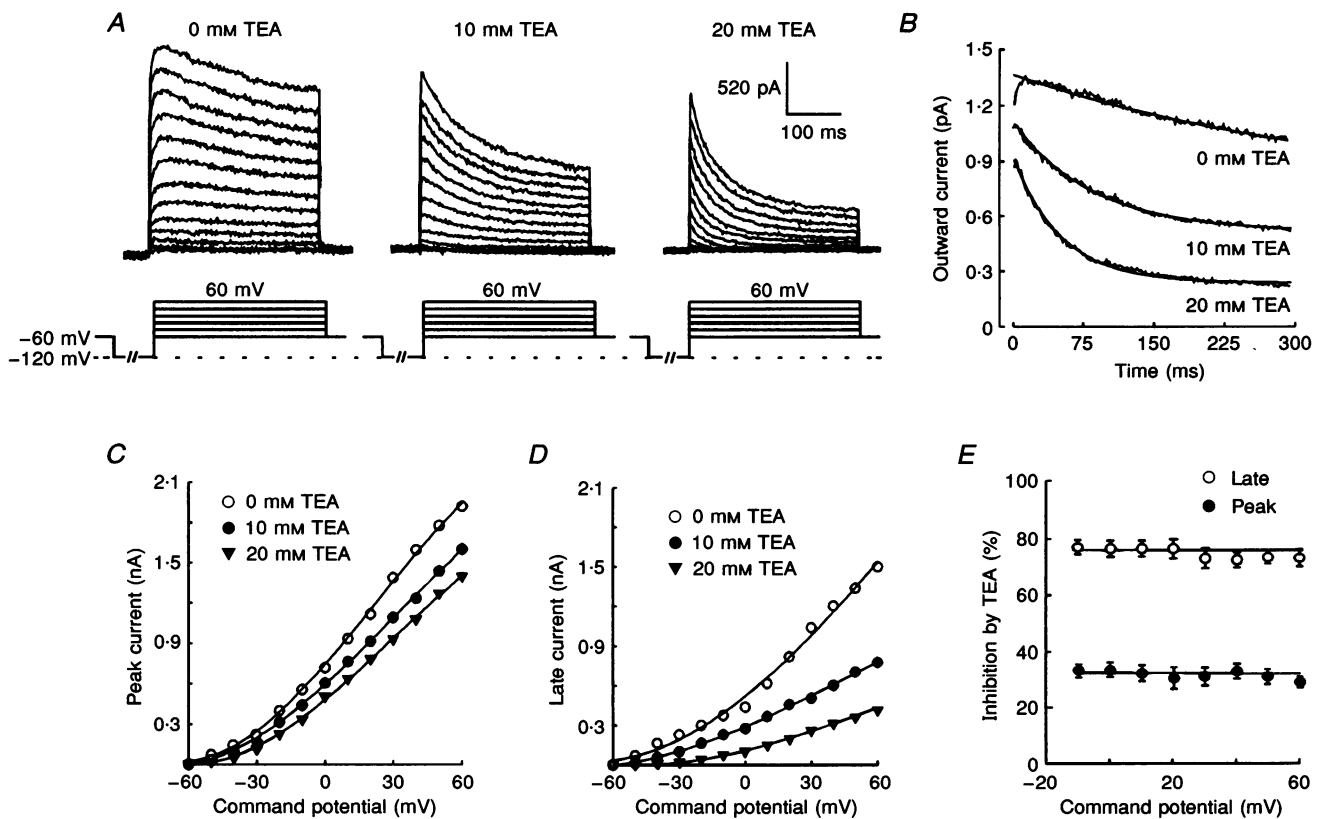 A
0 mM TEA
10 mM TEA
20 mM TEA
520 pA
100 ms
60 mV
60 mV
60 mV
−60 mV
−120 mV
B
1·5
1·2
0·9
0·6
0·3
0
Outward current (pA)
0 mM TEA
10 mM TEA
20 mM TEA
0
75
150
225
300
Time (ms)
C
2·1
1·5
0·9
0·3
Peak current (nA)
0 mM TEA
10 mM TEA
20 mM TEA
−60
−30
0
30
60
Command potential (mV)
D
2·1
1·5
0·9
0·3
Late current (nA)
0 mM TEA
10 mM TEA
20 mM TEA
−60
−30
0
30
60
Command potential (mV)
E
Late
Peak
100
80
60
40
20
Inhibition by TEA (%)
−20
0
20
60
Command potential (mV)